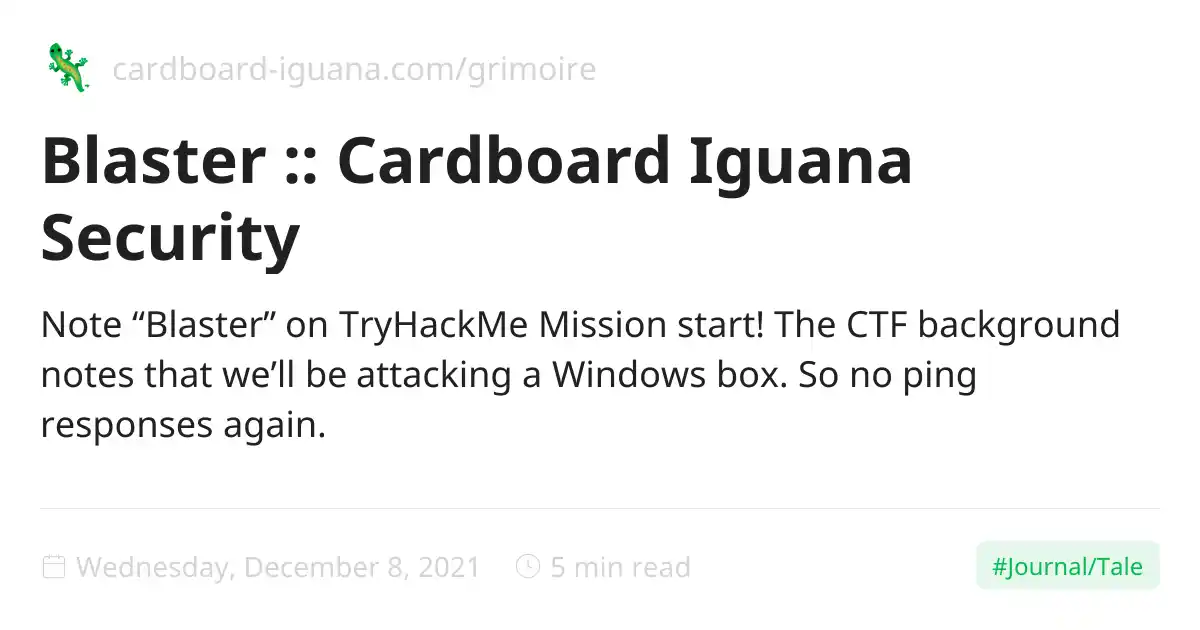 cardboard-iguana.com/grimoire
Blaster :: Cardboard Iguana
Security
Note “Blaster” on TryHackMe Mission start! The CTF background
notes that we’ll be attacking a Windows box. So no ping
responses again.
Wednesday, December 8, 2021 5 min read #Journal/Tale